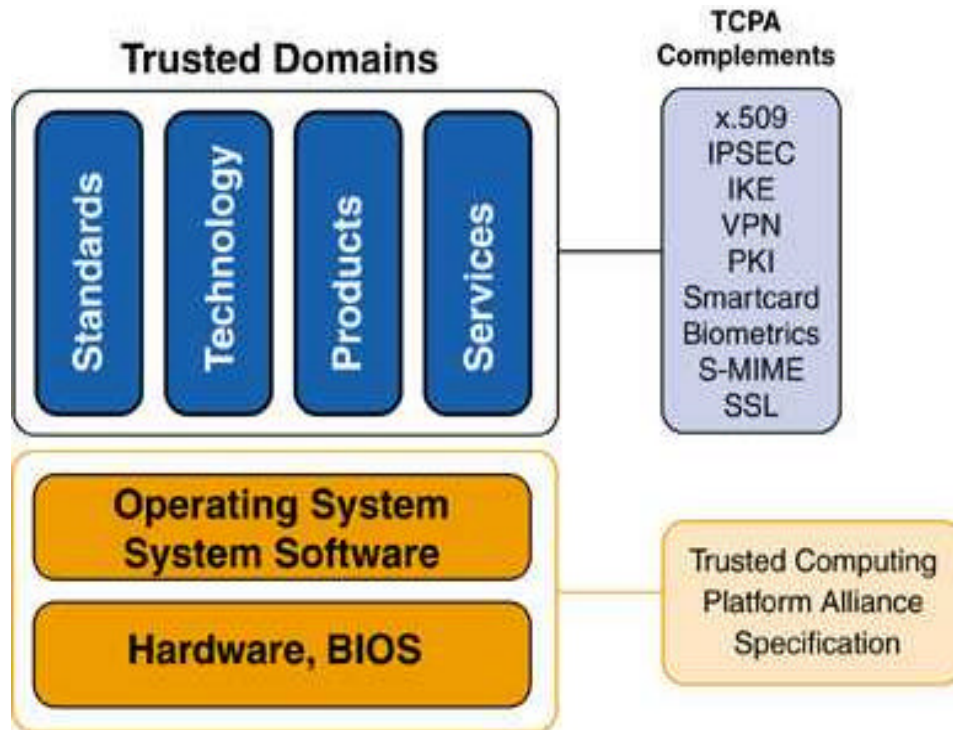 Trusted Domains
Standards
Technology
Products
Services
TCPA
Complements
x.509
IPSEC
IKE
VPN
PKI
Smartcard
Biometrics
S-MIME
SSL
Operating System
System Software
Hardware, BIOS
Trusted Computing
Platform Alliance
Specification